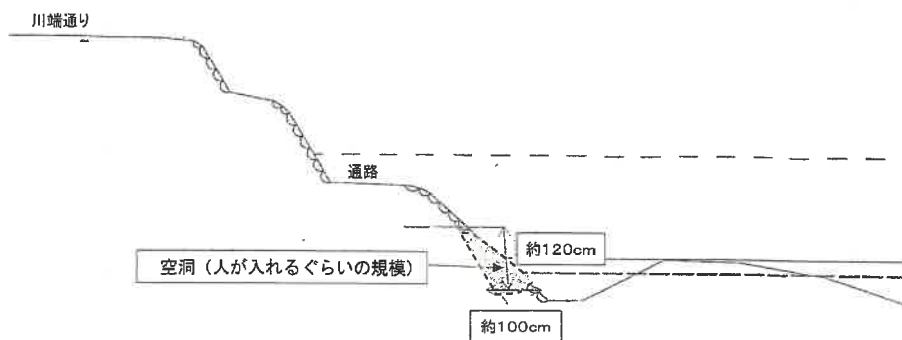 川端通り
通路
約120cm
空洞（人が入れるぐらいの規模）
約100cm